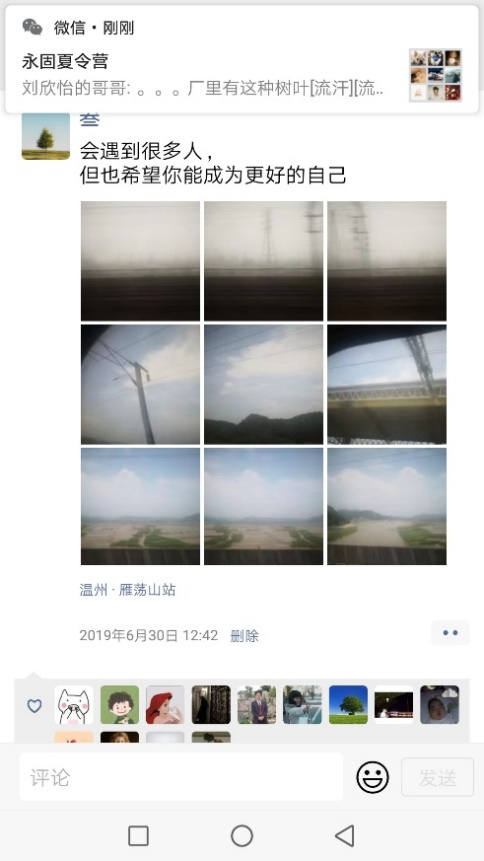 微信·刚刚
永固夏令营
刘欣怡的哥哥: 。。。厂里有这种树叶[流汗][流..
叁
会遇到很多人，
但也希望你能成为更好的自己
温州·雁荡山站
2019年6月30日 12:42 删除
评论
发送